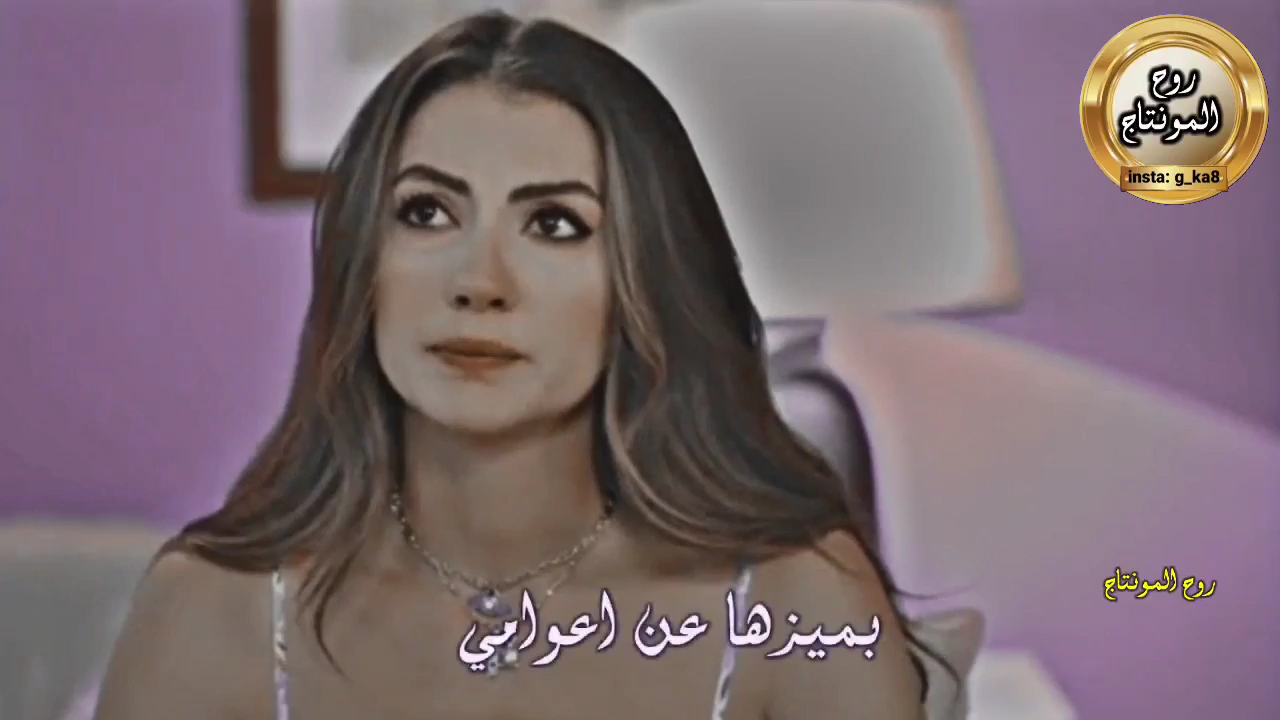 روح
المونتاج
insta: g_ka8
روح المونتاج
بميزها عن اعوامي